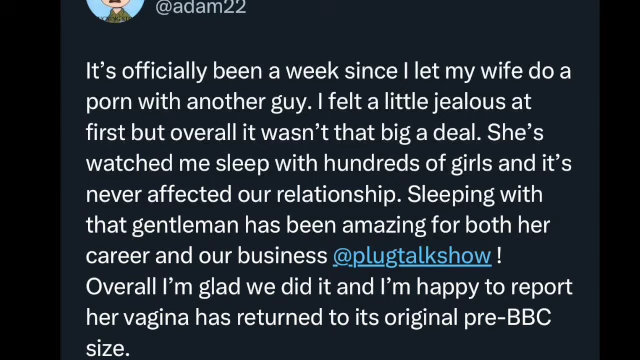 @adam22
It’s officially been a week since I let my wife do a
porn with another guy. I felt a little jealous at
first but overall it wasn’t that big a deal. She’s
watched me sleep with hundreds of girls and it’s
never affected our relationship. Sleeping with
that gentleman has been amazing for both her
career and our business @plugtalkshow !
Overall I’m glad we did it and I’m happy to report
her vagina has returned to its original pre-BBC
size.